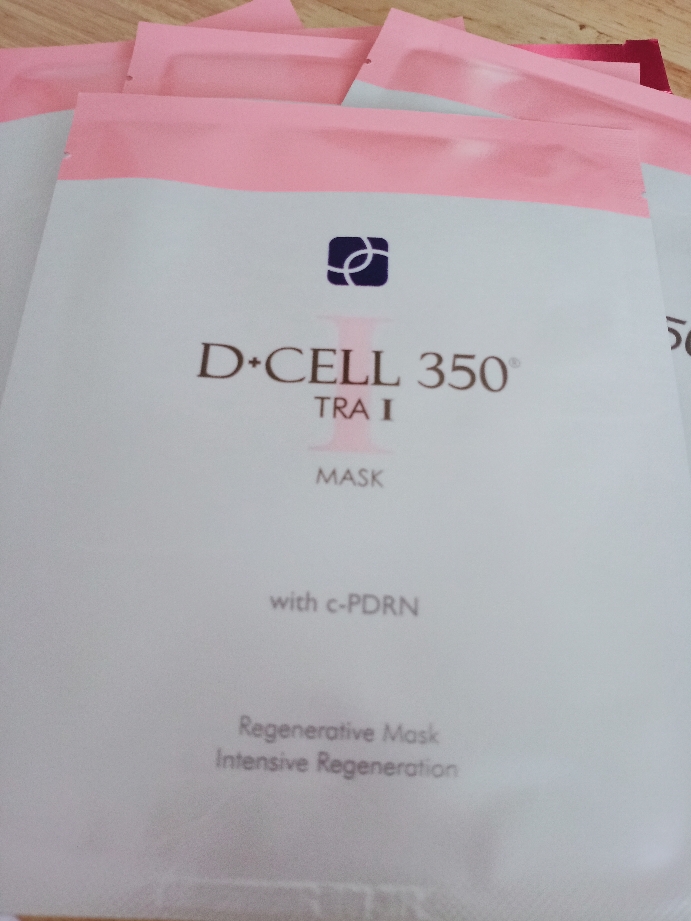 D+CELL 350®
TRA I
MASK
with c-PDRN
Regenerative Mask
Intensive Regeneration